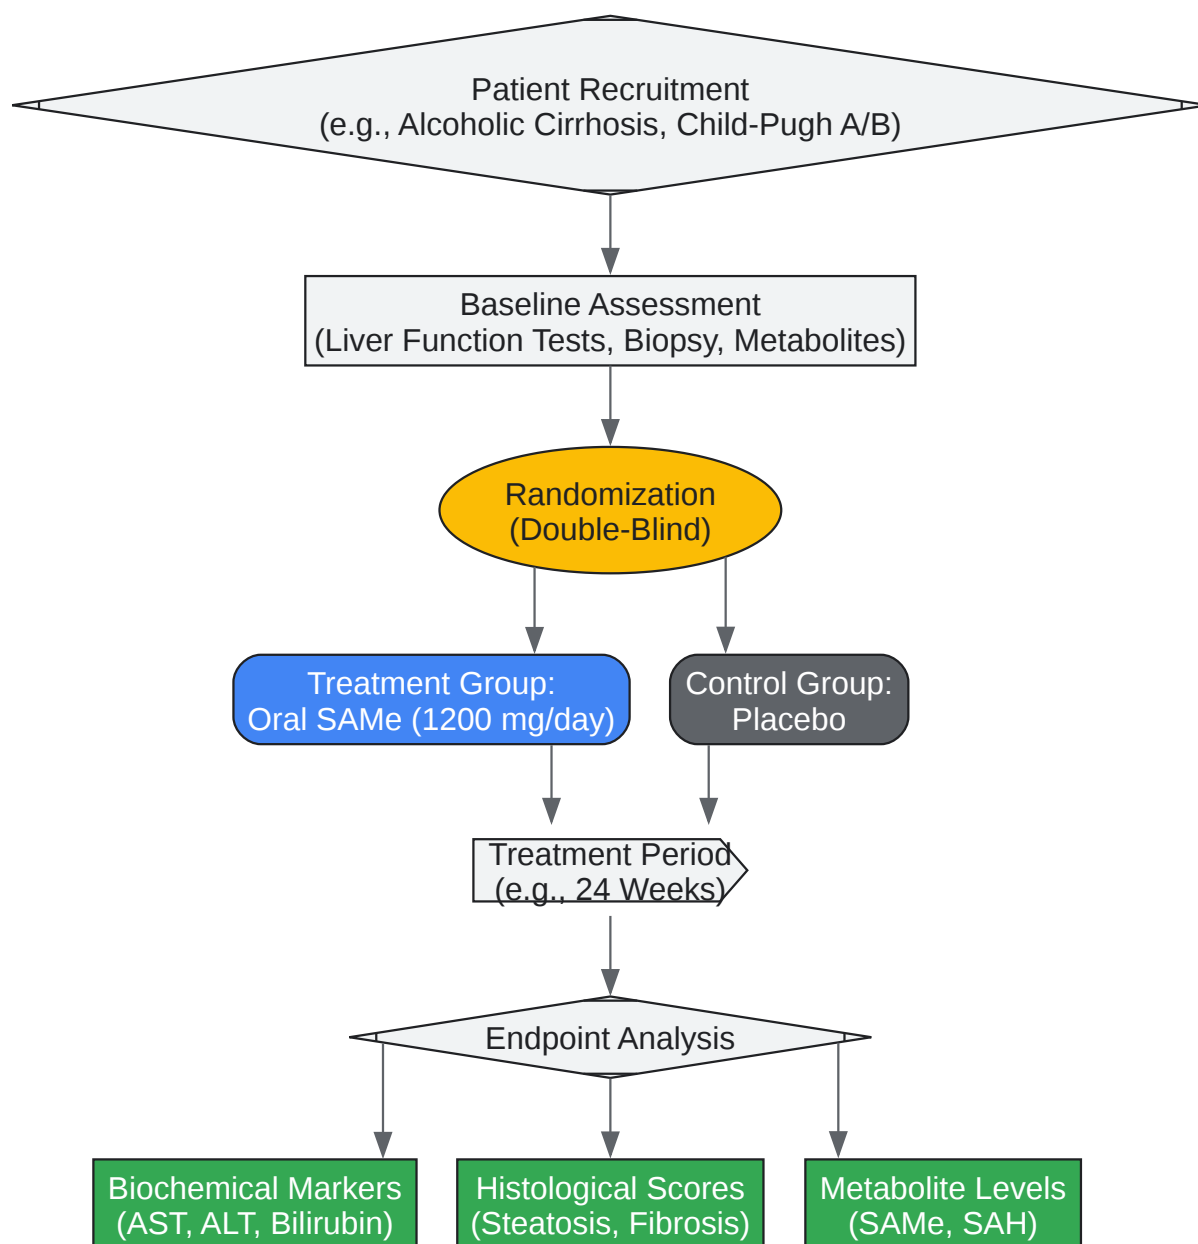 Patient Recruitment
(e.g., Alcoholic Cirrhosis, Child-Pugh A/B)
Baseline Assessment
(Liver Function Tests, Biopsy, Metabolites)
Randomization
(Double-Blind)
Treatment Group:
Oral SAMe (1200 mg/day)
Control Group:
Placebo
Treatment Period
(e.g., 24 Weeks)
Endpoint Analysis
Biochemical Markers
(AST, ALT, Bilirubin)
Histological Scores
(Steatosis, Fibrosis)
Metabolite Levels
(SAMe, SAH)